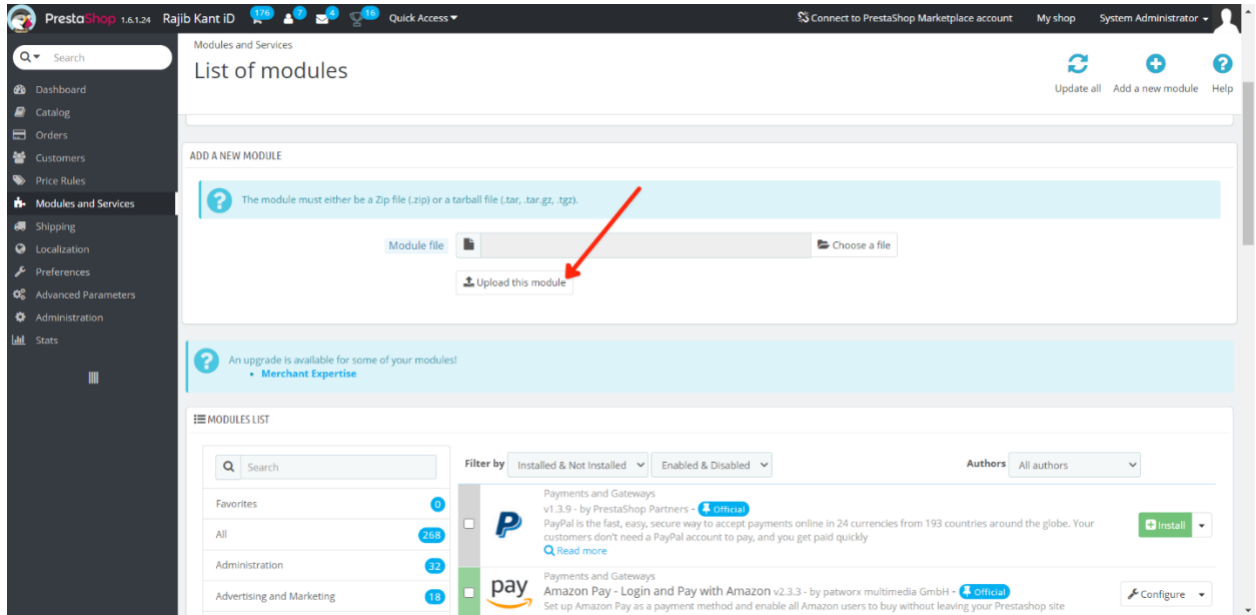 PrestaShop 1.6.1.24 Rajib Kant iD 176 7 4 16 Quick Access Connect to PrestaShop Marketplace account My shop System Administrator
Search
Dashboard
Catalog
Orders
Customers
Price Rules
Modules and Services
Shipping
Localization
Preferences
Advanced Parameters
Administration
Stats
Modules and Services
List of modules
Update all Add a new module Help
ADD A NEW MODULE
The module must either be a Zip file (.zip) or a tarball file (.tar, .tar.gz, .tgz).
Module file Choose a file
Upload this module
An upgrade is available for some of your modules!
• Merchant Expertise
MODULES LIST
Search
Favorites 0
All 268
Administration 32
Advertising and Marketing 18
Filter by Installed & Not Installed Enabled & Disabled Authors All authors
Payments and Gateways
v1.3.9 - by PrestaShop Partners - Official
PayPal is the fast, easy, secure way to accept payments online in 24 currencies from 193 countries around the globe. Your
customers don't need a PayPal account to pay, and you get paid quickly
Read more
Install
pay
Payments and Gateways
Amazon Pay - Login and Pay with Amazon v2.3.3 - by patworx multimedia GmbH - Official
Set up Amazon Pay as a payment method and enable all Amazon users to buy without leaving your Prestashop site
Configure